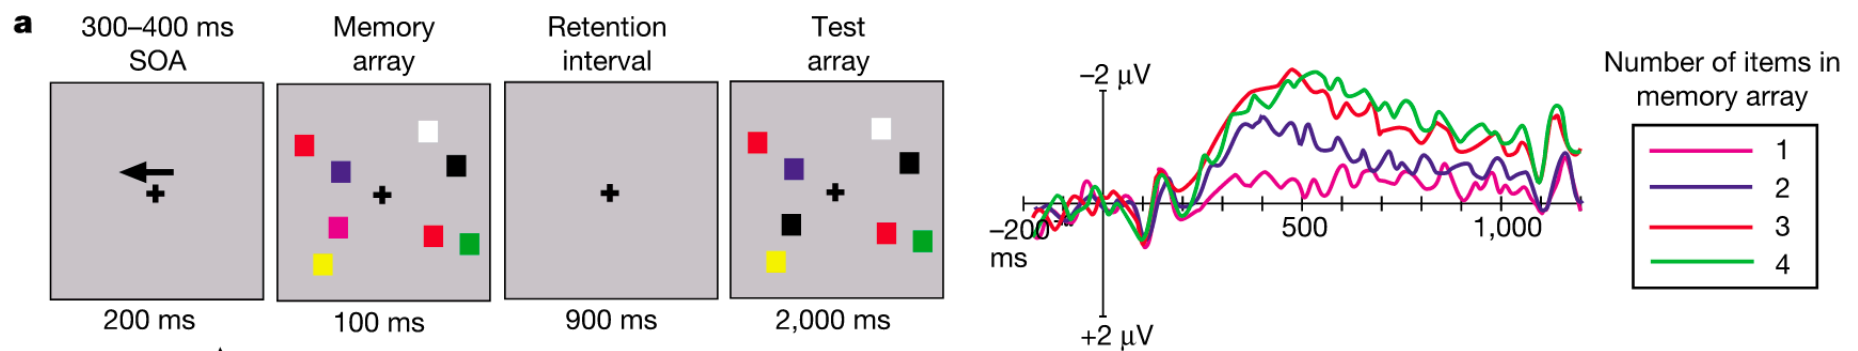 a
300–400 ms
SOA
Memory
array
Retention
interval
Test
array
200 ms
100 ms
900 ms
2,000 ms
–2 µV
–200
ms
500
1,000
+2 µV
Number of items in
memory array
1
2
3
4